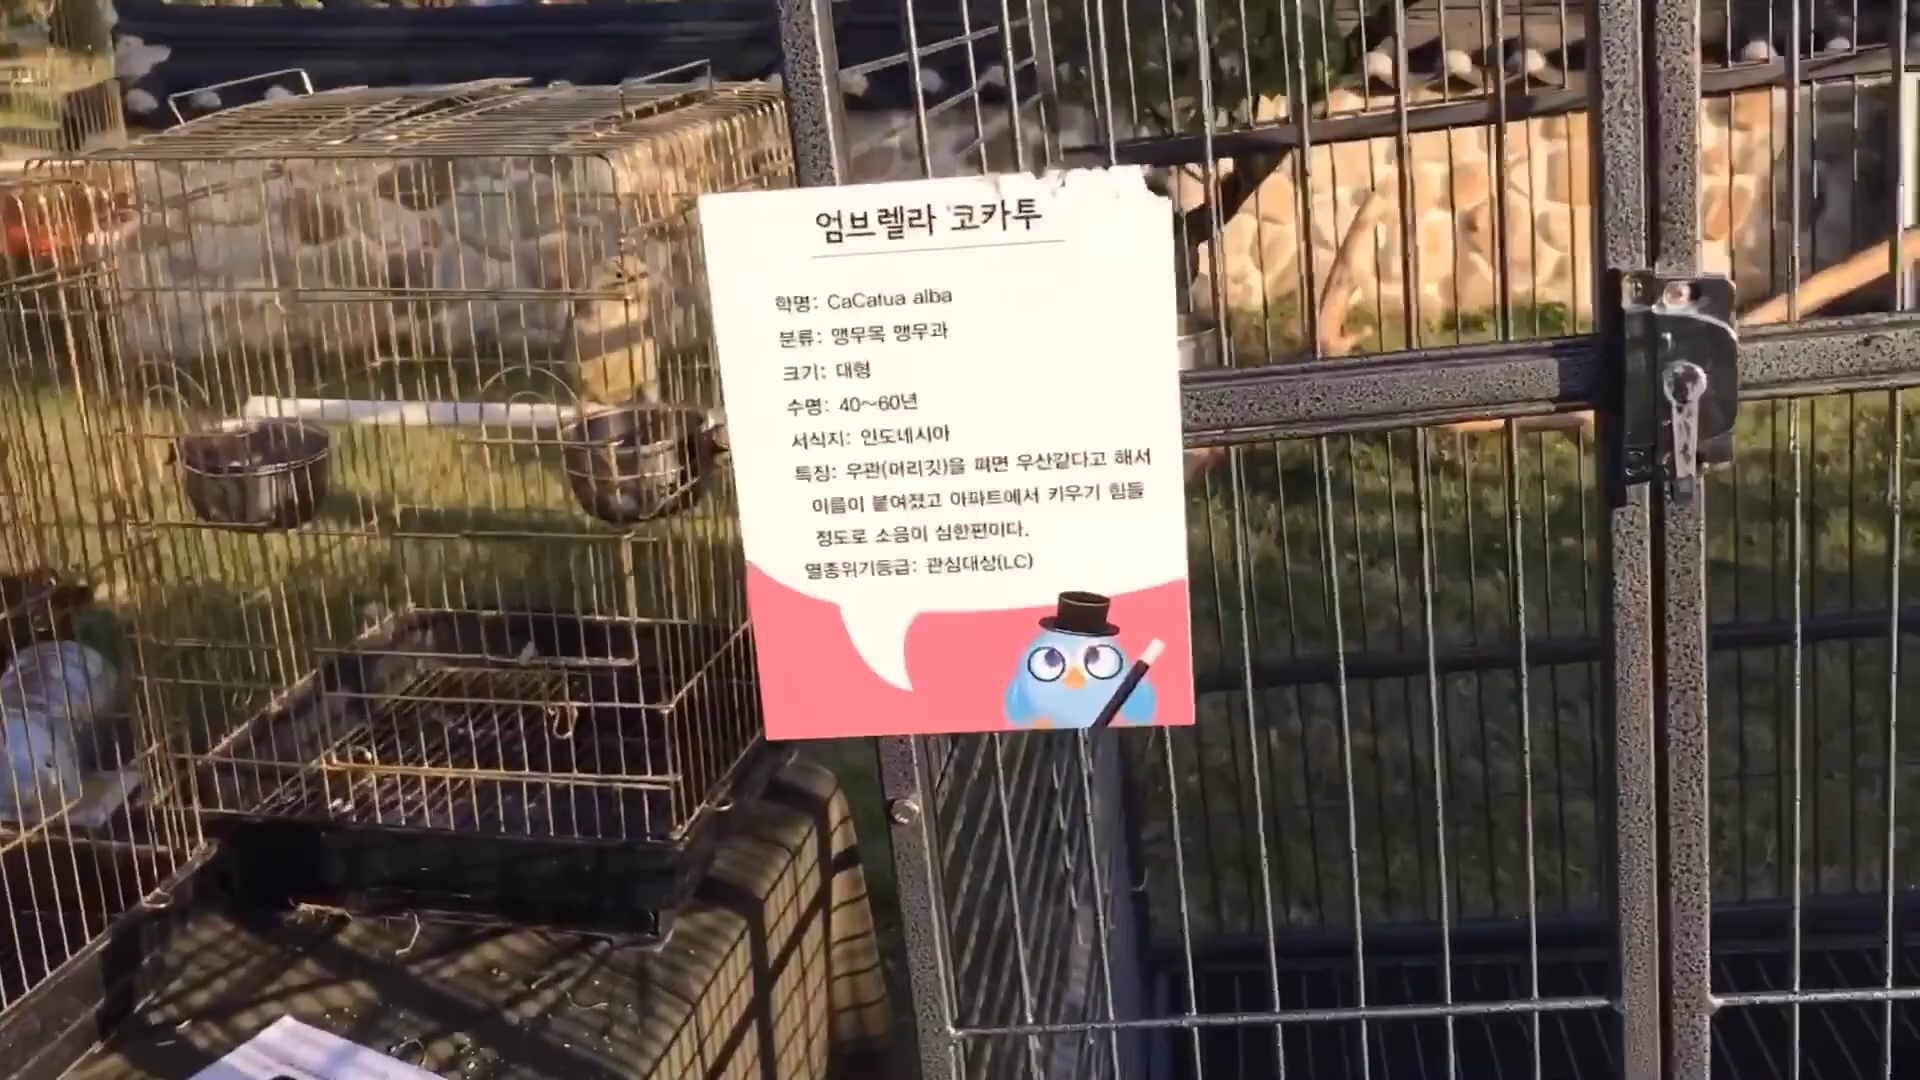 엄브렐라 코카투
학명: CaCatua alba
분류: 앵무목 앵무과
크기: 대형
수명: 40~60년
서식지: 인도네시아
특징: 우관(머리깃)을 펴면 우산같다고 해서
이름이 붙여졌고 아파트에서 키우기 힘들
정도로 소음이 심한편이다.
멸종위기등급: 관심대상(LC)